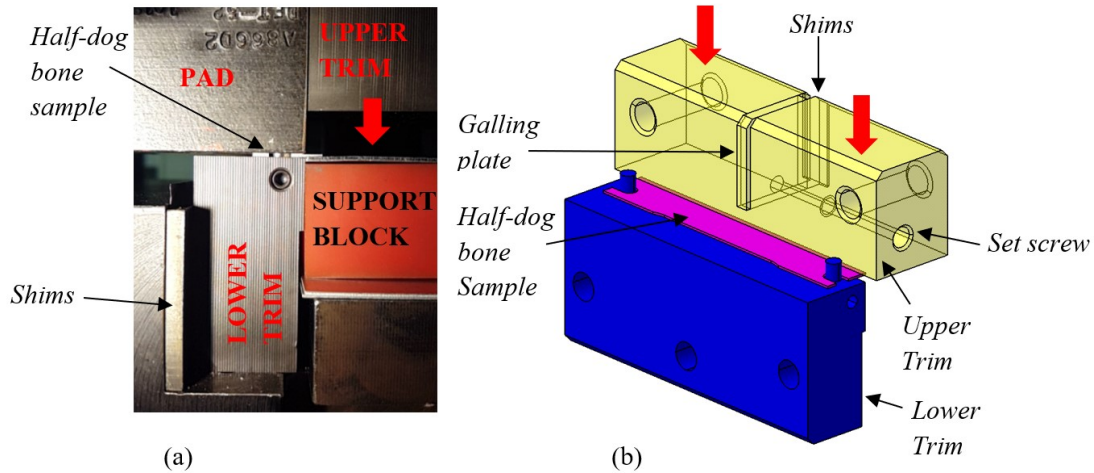 Half-dog
bone
sample
PAD
UPPER
TRIM
SUPPORT
BLOCK
LOWER
TRIM
Shims
(a)
Shims
Galling
plate
Half-dog
bone
Sample
Set screw
Upper
Trim
Lower
Trim
(b)